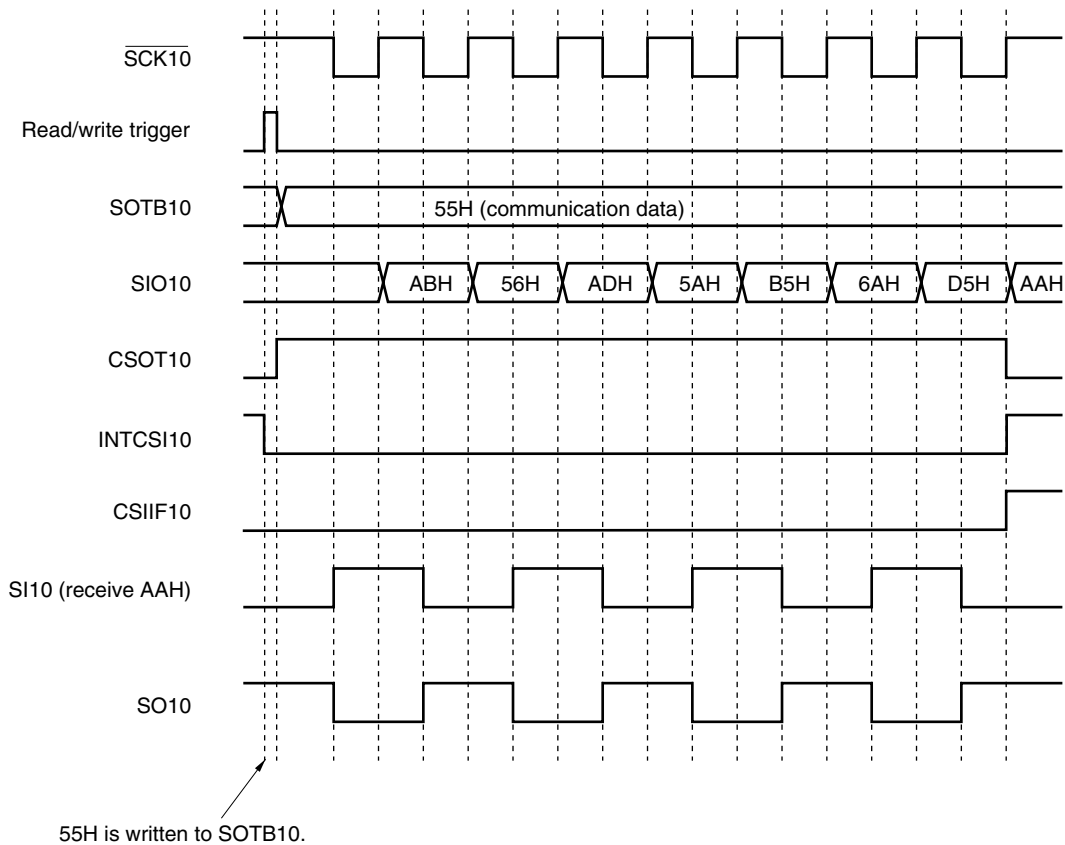 SCK10
Read/write trigger
SOTB10
55H (communication data)
SIO10
ABH 56H ADH 5AH B5H 6AH D5H AAH
CSOT10
INTCSI10
CSIIF10
SI10 (receive AAH)
SO10
55H is written to SOTB10.